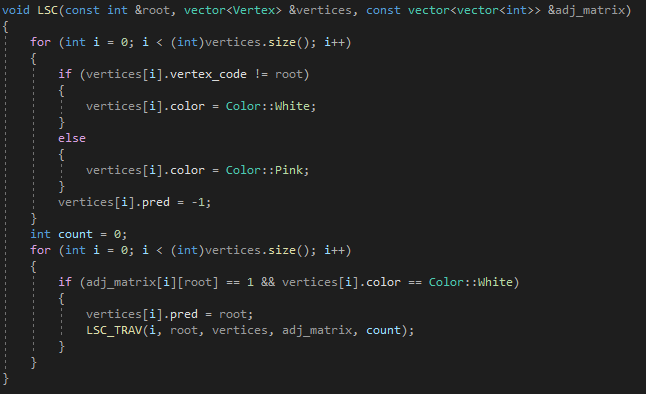 void LSC(const int &root, vector<Vertex> &vertices, const vector<vector<int>> &adj_matrix)
{
    for (int i = 0; i < (int)vertices.size(); i++)
    {
        if (vertices[i].vertex_code != root)
        {
            vertices[i].color = Color::White;
        }
        else
        {
            vertices[i].color = Color::Pink;
        }
        vertices[i].pred = -1;
    }
    int count = 0;
    for (int i = 0; i < (int)vertices.size(); i++)
    {
        if (adj_matrix[i][root] == 1 && vertices[i].color == Color::White)
        {
            vertices[i].pred = root;
            LSC_TRAV(i, root, vertices, adj_matrix, count);
        }
    }
}